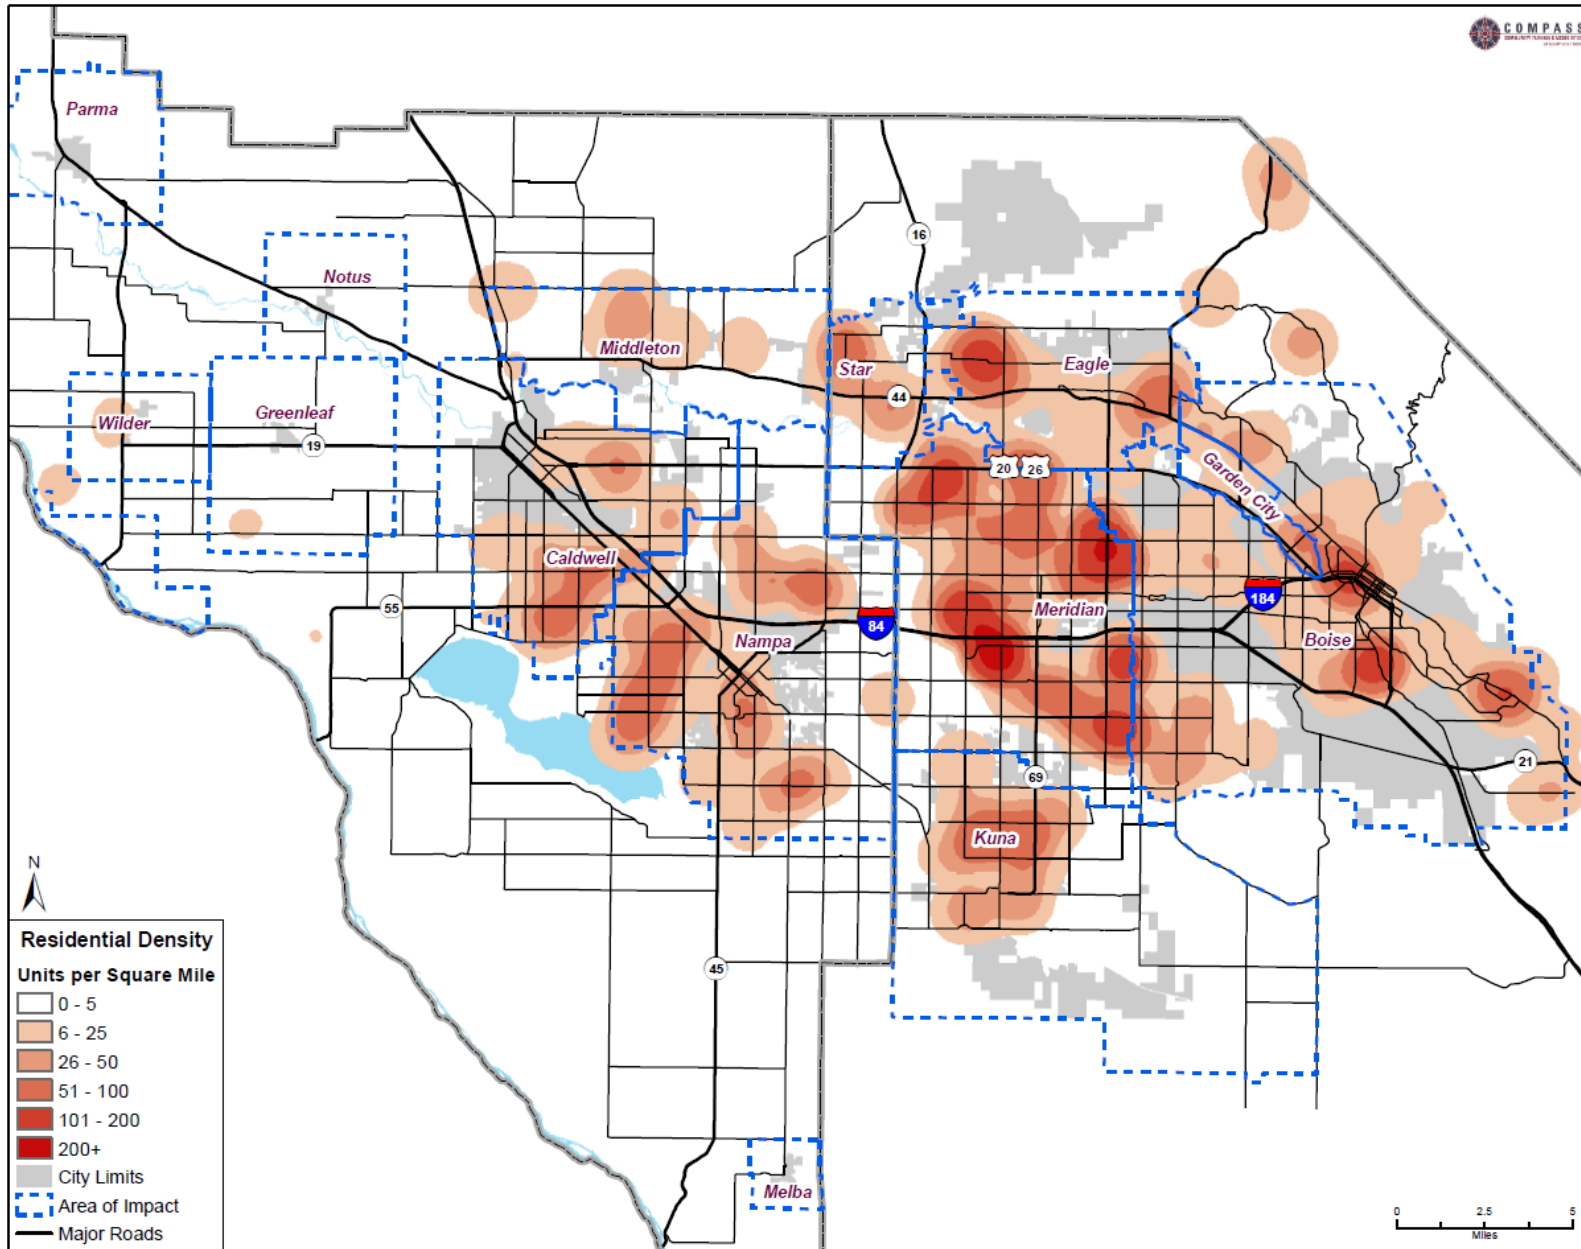 COMPASS
Parma
16
Notus
Middleton
Star
Eagle
44
Wilder
Greenleaf
19
20
26
Garden City
Caldwell
55
184
84
Meridian
Nampa
Boise
21
69
Kuna
N
45
Melba
Residential Density
Units per Square Mile
0 - 5
6 - 25
26 - 50
51 - 100
101 - 200
200+
City Limits
Area of Impact
Major Roads
0 2.5 5
Miles